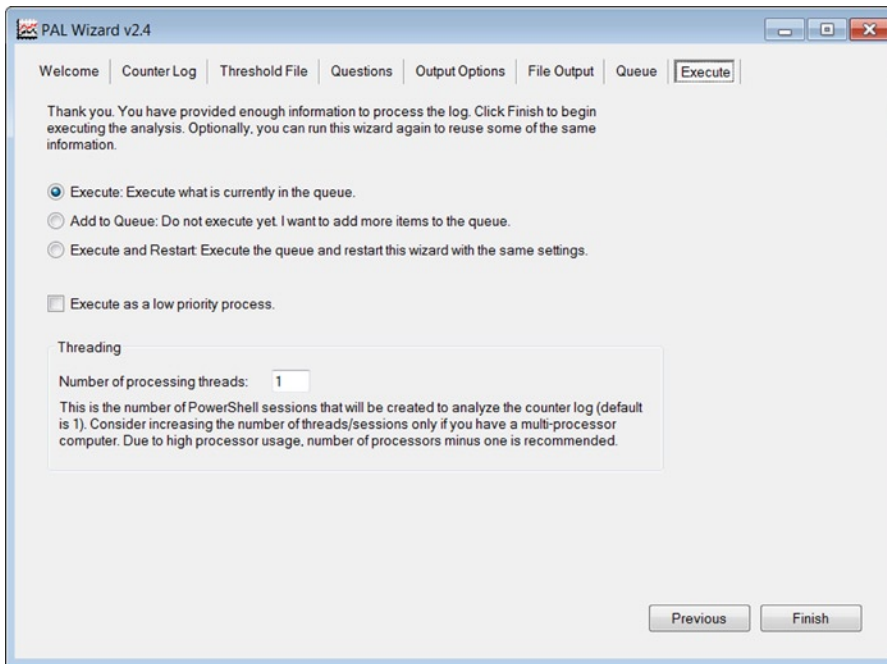 PAL Wizard v2.4
Welcome Counter Log Threshold File Questions Output Options File Output Queue Execute
Thank you. You have provided enough information to process the log. Click Finish to begin
executing the analysis. Optionally, you can run this wizard again to reuse some of the same
information.
Execute: Execute what is currently in the queue.
Add to Queue: Do not execute yet. I want to add more items to the queue.
Execute and Restart: Execute the queue and restart this wizard with the same settings.
Execute as a low priority process.
Threading
Number of processing threads: 1
This is the number of PowerShell sessions that will be created to analyze the counter log (default
is 1). Consider increasing the number of threads/sessions only if you have a multi-processor
computer. Due to high processor usage, number of processors minus one is recommended.
Previous Finish